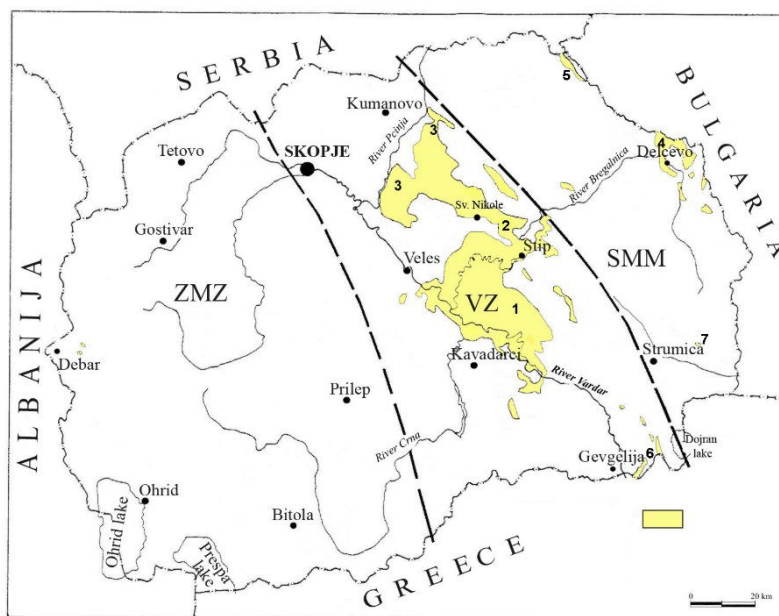 SERBIA
BULGARIA
ALBANIJA
GREECE
Kumanovo
River Pcinja
Tetovo
SKOPJE
Gostivar
Veles
Sv. Nikole
Stip
River Bregalnica
Delcevo
ZMZ
VZ
SMM
Debar
Prilep
Kavadarci
River Vardar
Strumica
River Crna
Gevgelija
Dojran
lake
Ohrid
Ohrid lake
Bitola
Prespa
lake
5
3
4
3
2
1
7
6
0 20 km